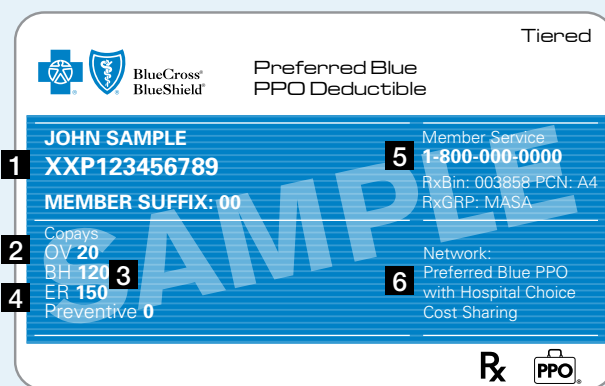 Tiered
BlueCross®
BlueShield®
Preferred Blue
PPO Deductible
JOHN SAMPLE
1 XXP123456789
MEMBER SUFFIX: 00
Member Service
5 1-800-000-0000
RxBin: 003858 PCN: A4
RxGRP: MASA
Copays
2 OV 20
BH 120 3
4 ER 150
Preventive 0
Network:
6 Preferred Blue PPO
with Hospital Choice
Cost Sharing
SAMPLE
Rx PPO®